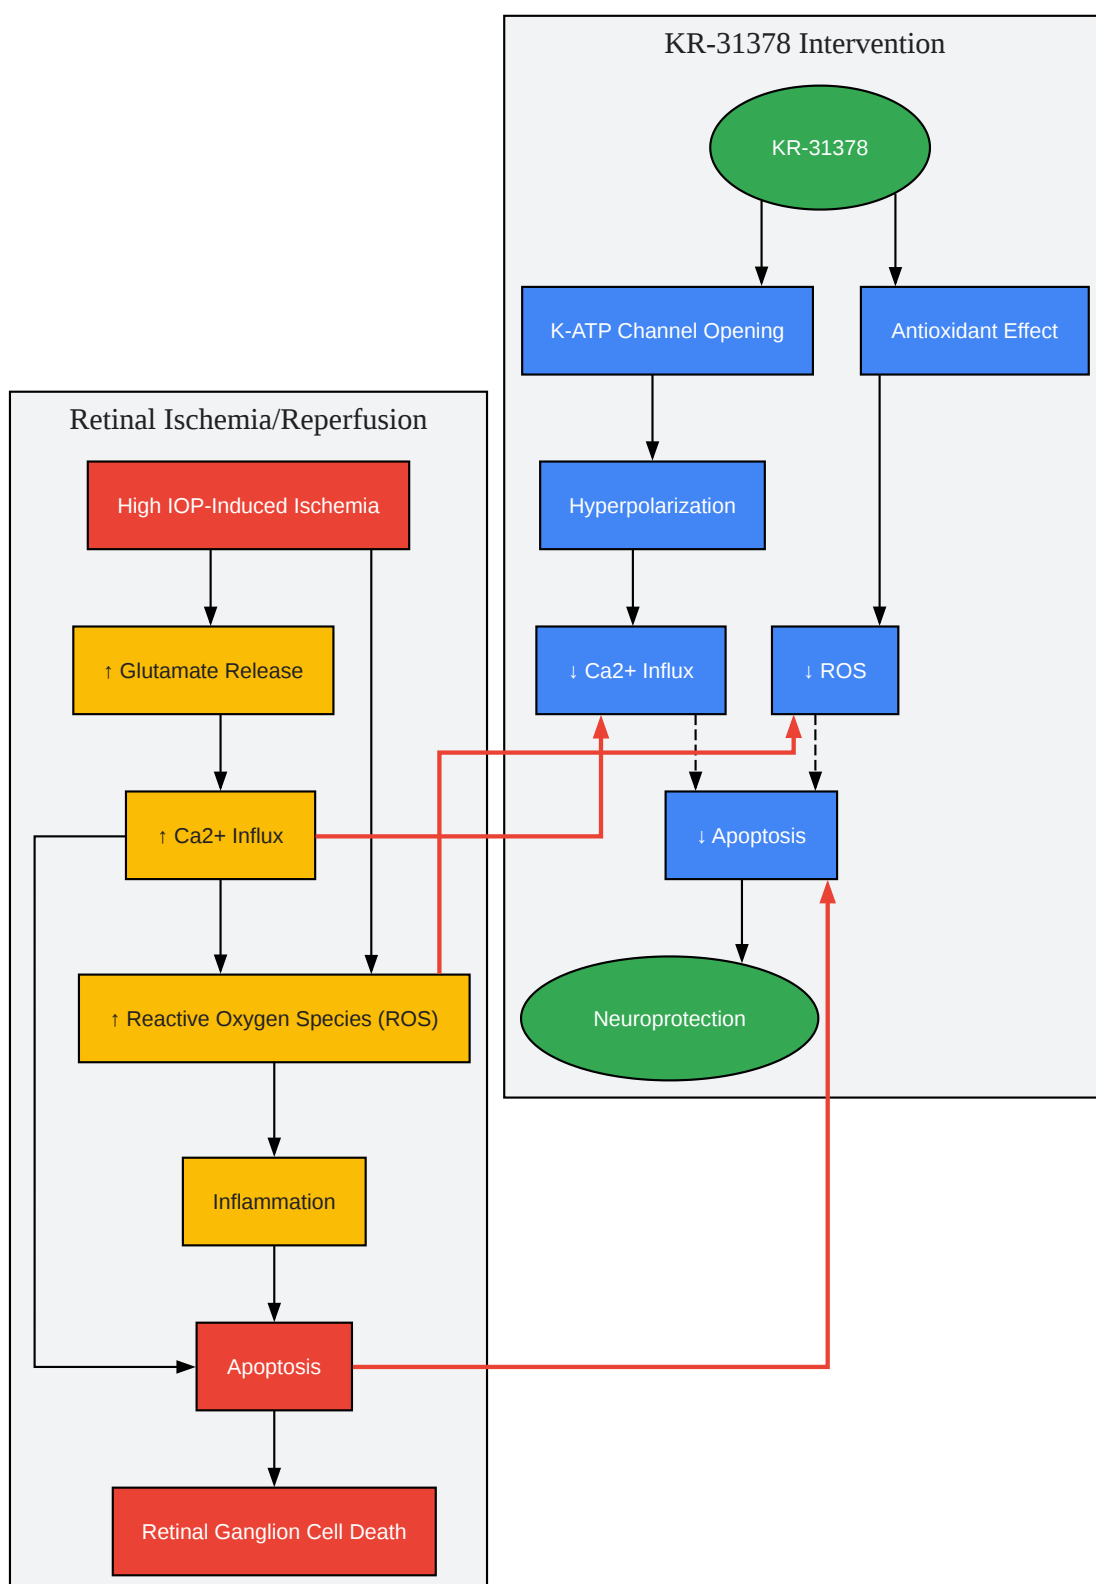 KR-31378 Intervention
KR-31378
K-ATP Channel Opening
Antioxidant Effect
Hyperpolarization
↓ Ca2+ Influx
↓ ROS
↓ Apoptosis
Neuroprotection
Retinal Ischemia/Reperfusion
High IOP-Induced Ischemia
↑ Glutamate Release
↑ Ca2+ Influx
↑ Reactive Oxygen Species (ROS)
Inflammation
Apoptosis
Retinal Ganglion Cell Death